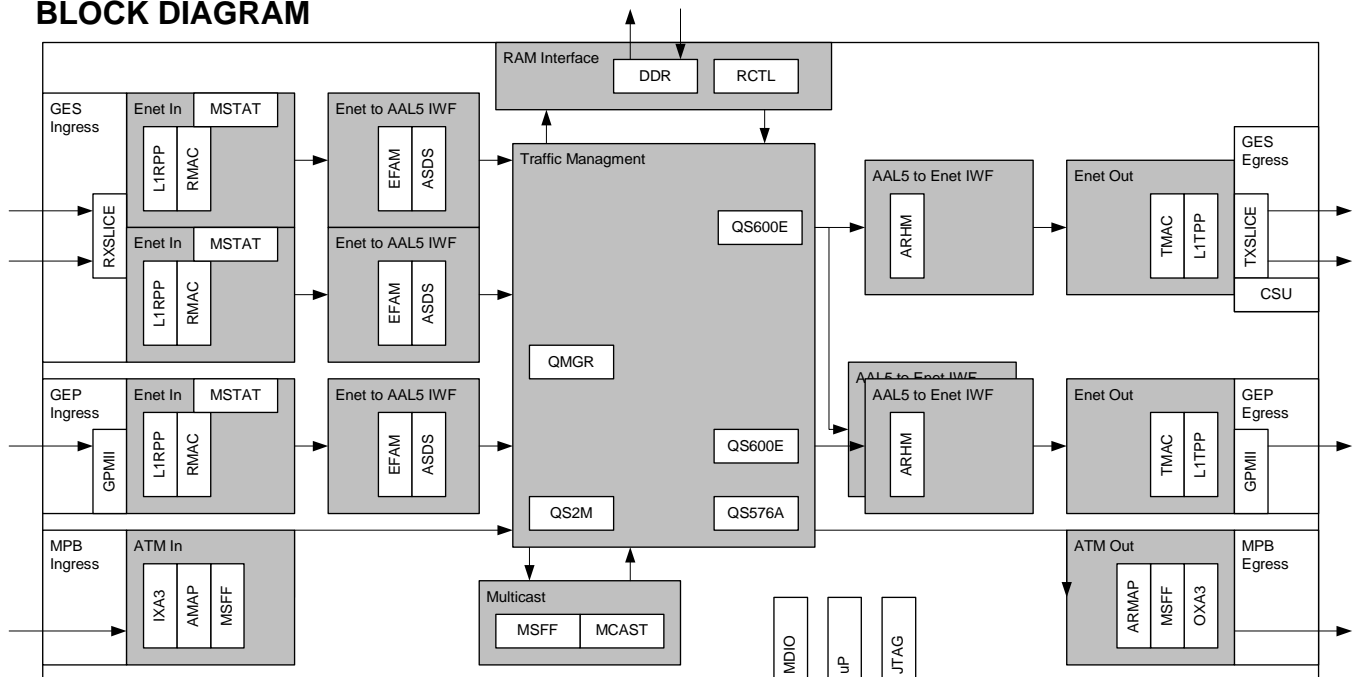 BLOCK DIAGRAM
RAM Interface
DDR
RCTL
GES
Ingress
RXSLICE
Enet In
MSTAT
L1RPP
RMAC
Enet to AAL5 IWF
EFAM
ASDS
Enet In
MSTAT
L1RPP
RMAC
Enet to AAL5 IWF
EFAM
ASDS
Traffic Managment
QS600E
QMGR
QS600E
QS2M
QS576A
AAL5 to Enet IWF
ARHM
Enet Out
TMAC
L1TPP
GES
Egress
TXSLICE
CSU
GEP
Ingress
GPMII
Enet In
MSTAT
L1RPP
RMAC
Enet to AAL5 IWF
EFAM
ASDS
AAL5 to Enet IWF
AAL5 to Enet IWF
ARHM
Enet Out
TMAC
L1TPP
GEP
Egress
GPMII
MPB
Ingress
ATM In
IXA3
AMAP
MSFF
Multicast
MSFF
MCAST
MDIO
uP
JTAG
ATM Out
ARMAP
MSFF
OXA3
MPB
Egress